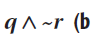 q ∧ ~r (b